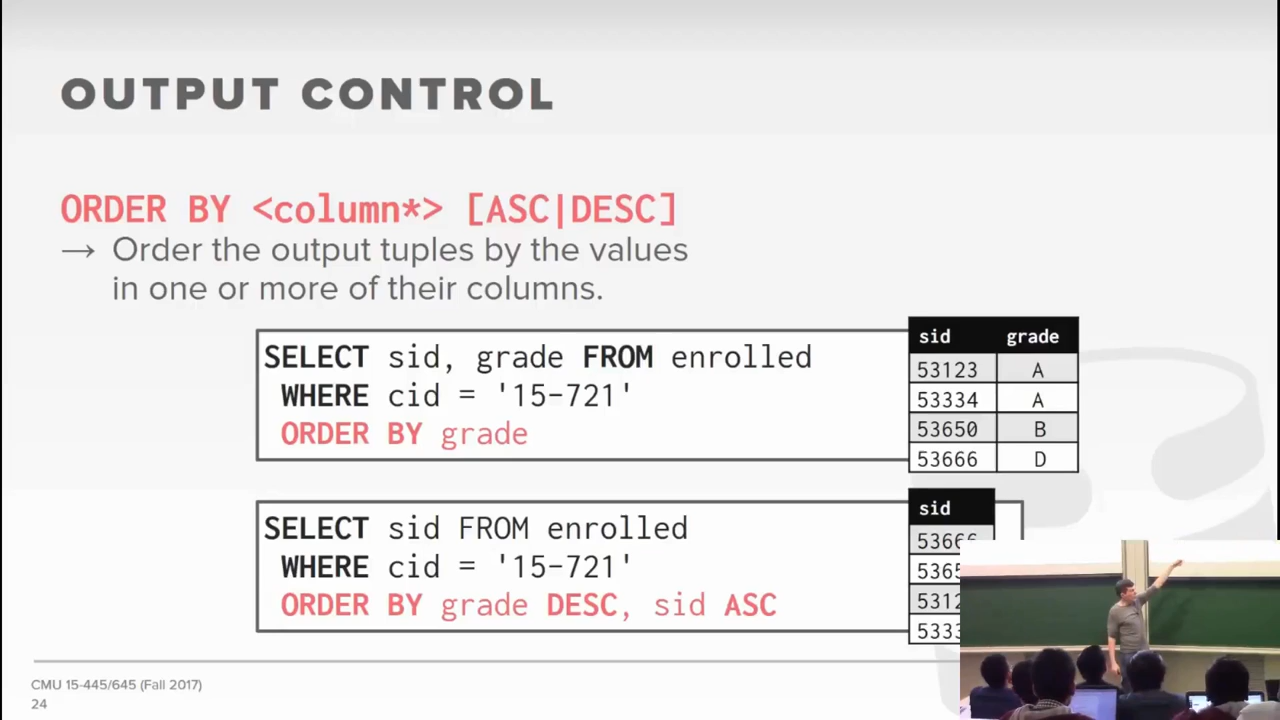 OUTPUT CONTROL
ORDER BY <column*> [ASC|DESC]
→ Order the output tuples by the values
in one or more of their columns.
SELECT sid, grade FROM enrolled
WHERE cid = '15-721'
ORDER BY grade
sid grade
53123 A
53334 A
53650 B
53666 D
SELECT sid FROM enrolled
WHERE cid = '15-721'
ORDER BY grade DESC, sid ASC
sid
53666
5365
5312
5333
CMU 15-445/645 (Fall 2017)
24